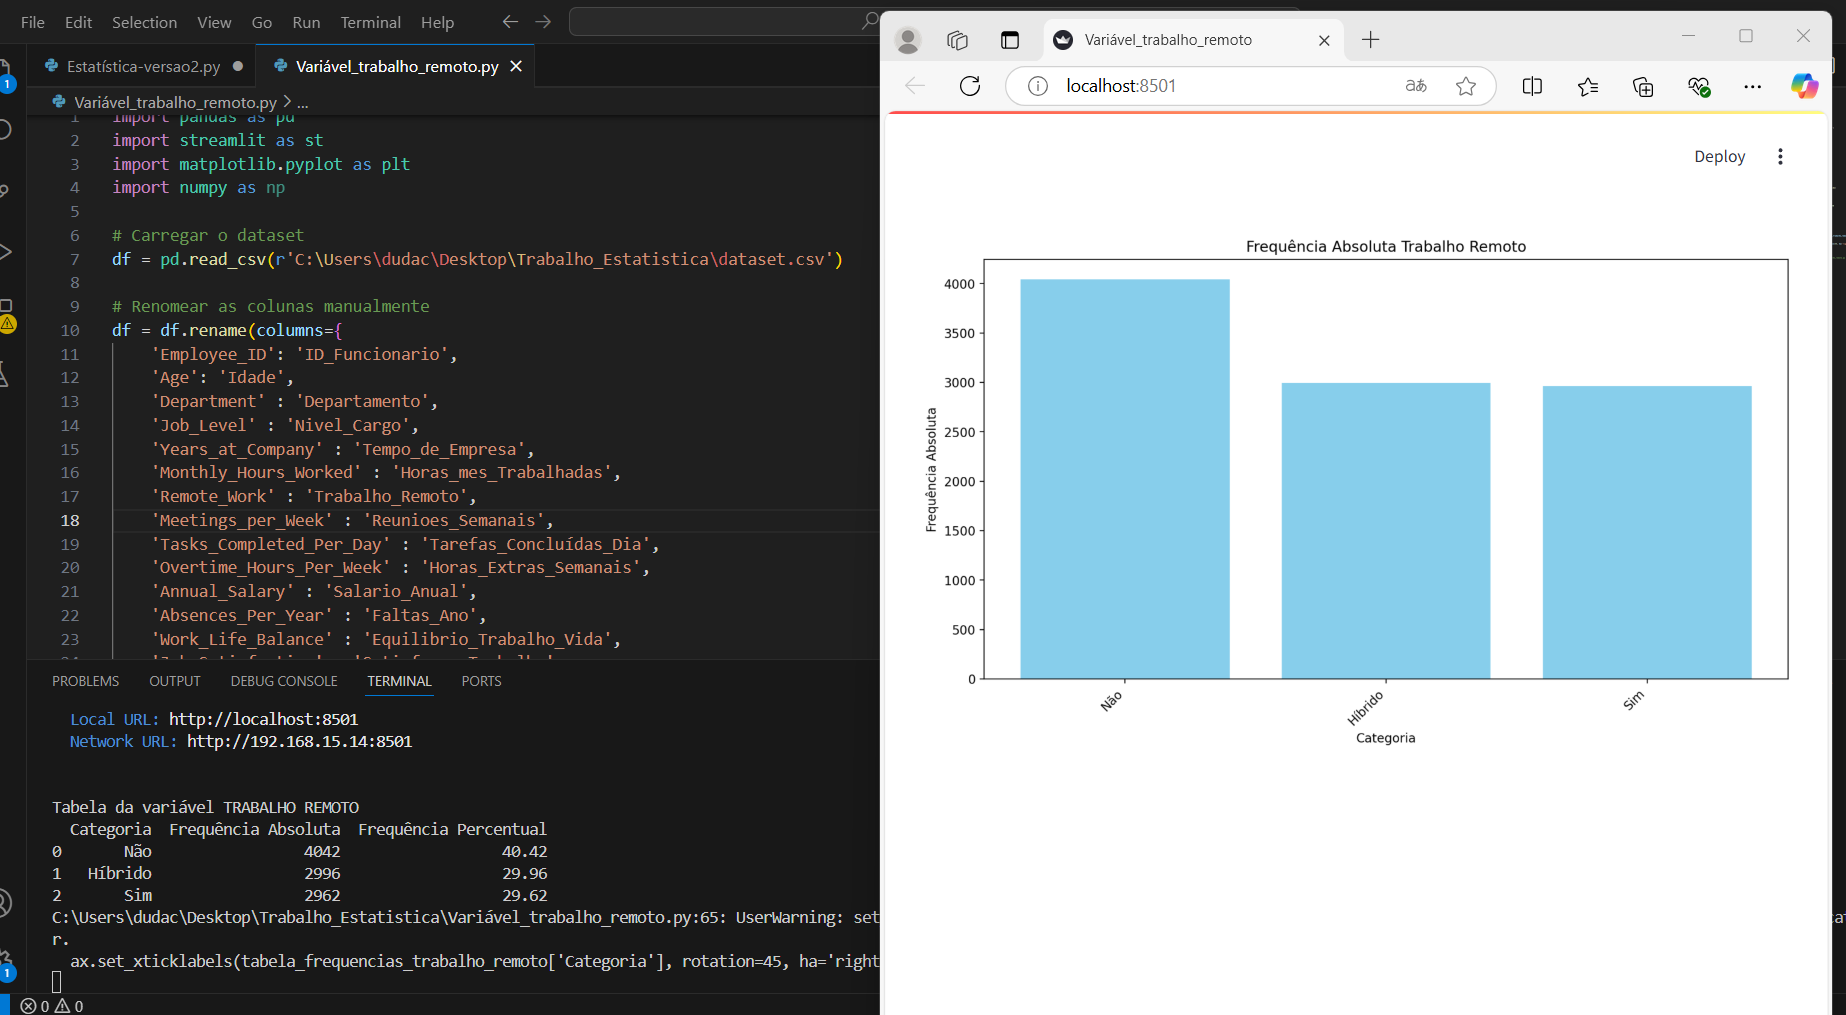 File Edit Selection View Go Run Terminal Help
Estatística-versao2.py
Variável_trabalho_remoto.py
Variável_trabalho_remoto.py > ...
1 import pandas as pd
2 import streamlit as st
3 import matplotlib.pyplot as plt
4 import numpy as np
5
6 # Carregar o dataset
7 df = pd.read_csv(r'C:\Users\dudac\Desktop\Trabalho_Estatistica\dataset.csv')
8
9 # Renomear as colunas manualmente
10 df = df.rename(columns={
11 'Employee_ID': 'ID_Funcionario',
12 'Age': 'Idade',
13 'Department' : 'Departamento',
14 'Job_Level' : 'Nivel_Cargo',
15 'Years_at_Company' : 'Tempo_de_Empresa',
16 'Monthly_Hours_Worked' : 'Horas_mes_Trabalhadas',
17 'Remote_Work' : 'Trabalho_Remoto',
18 'Meetings_per_Week' : 'Reunioes_Semanais',
19 'Tasks_Completed_Per_Day' : 'Tarefas_Concluídas_Dia',
20 'Overtime_Hours_Per_Week' : 'Horas_Extras_Semanais',
21 'Annual_Salary' : 'Salario_Anual',
22 'Absences_Per_Year' : 'Faltas_Ano',
23 'Work_Life_Balance' : 'Equilibrio_Trabalho_Vida',
PROBLEMS OUTPUT DEBUG CONSOLE TERMINAL PORTS
Local URL: http://localhost:8501
Network URL: http://192.168.15.14:8501
Tabela da variável TRABALHO REMOTO
Categoria Frequência Absoluta Frequência Percentual
0 Não 4042 40.42
1 Híbrido 2996 29.96
2 Sim 2962 29.62
C:\Users\dudac\Desktop\Trabalho_Estatistica\Variável_trabalho_remoto.py:65: UserWarning: set
r.
ax.set_xticklabels(tabela_frequencias_trabalho_remoto['Categoria'], rotation=45, ha='right
0 0
1
1
Variável_trabalho_remoto
localhost:8501
aあ
Deploy
Frequência Absoluta Trabalho Remoto
Frequência Absoluta
4000
3500
3000
2500
2000
1500
1000
500
0
Não
Híbrido
Sim
Categoria